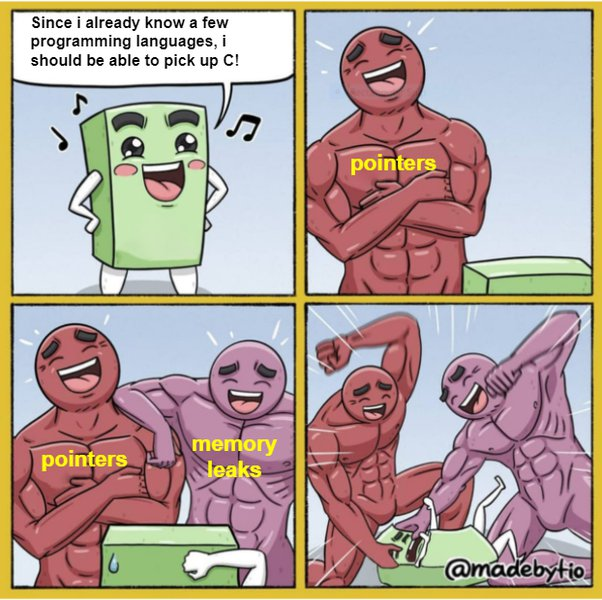 Since i already know a few
programming languages, i
should be able to pick up C!
pointers
pointers
memory
leaks
@madebytio